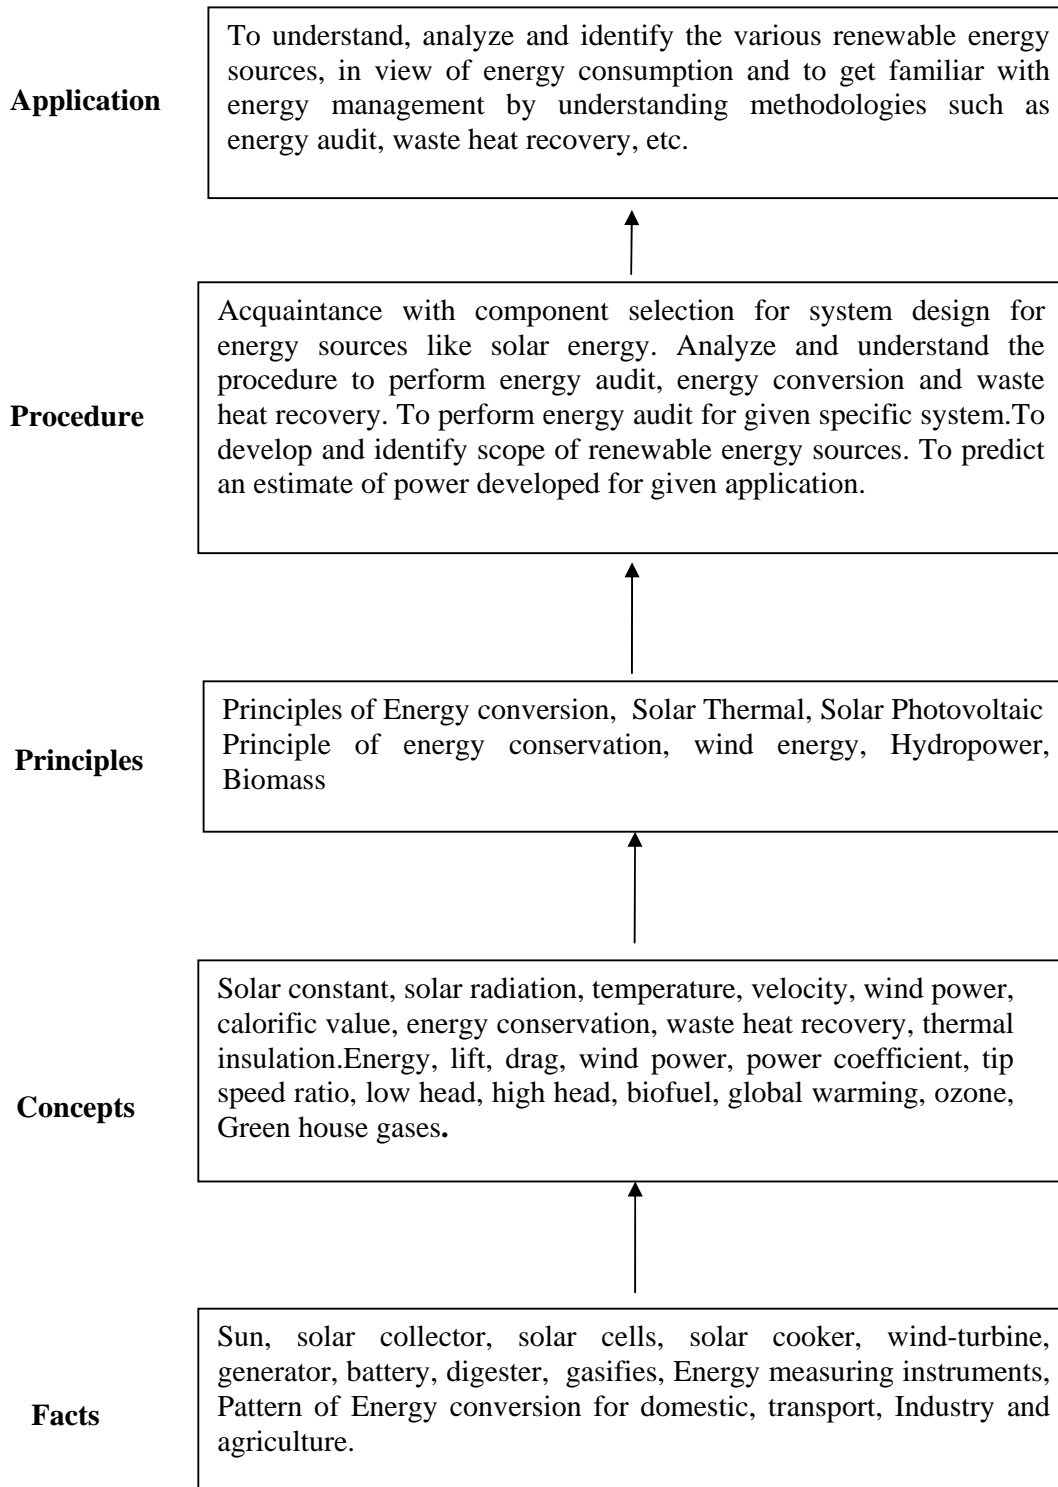 Application
To understand, analyze and identify the various renewable energy
sources, in view of energy consumption and to get familiar with
energy management by understanding methodologies such as
energy audit, waste heat recovery, etc.
Procedure
Acquaintance with component selection for system design for
energy sources like solar energy. Analyze and understand the
procedure to perform energy audit, energy conversion and waste
heat recovery. To perform energy audit for given specific system.To
develop and identify scope of renewable energy sources. To predict
an estimate of power developed for given application.
Principles
Principles of Energy conversion, Solar Thermal, Solar Photovoltaic
Principle of energy conservation, wind energy, Hydropower,
Biomass
Concepts
Solar constant, solar radiation, temperature, velocity, wind power,
calorific value, energy conservation, waste heat recovery, thermal
insulation.Energy, lift, drag, wind power, power coefficient, tip
speed ratio, low head, high head, biofuel, global warming, ozone,
Green house gases.
Facts
Sun, solar collector, solar cells, solar cooker, wind-turbine,
generator, battery, digester, gasifies, Energy measuring instruments,
Pattern of Energy conversion for domestic, transport, Industry and
agriculture.